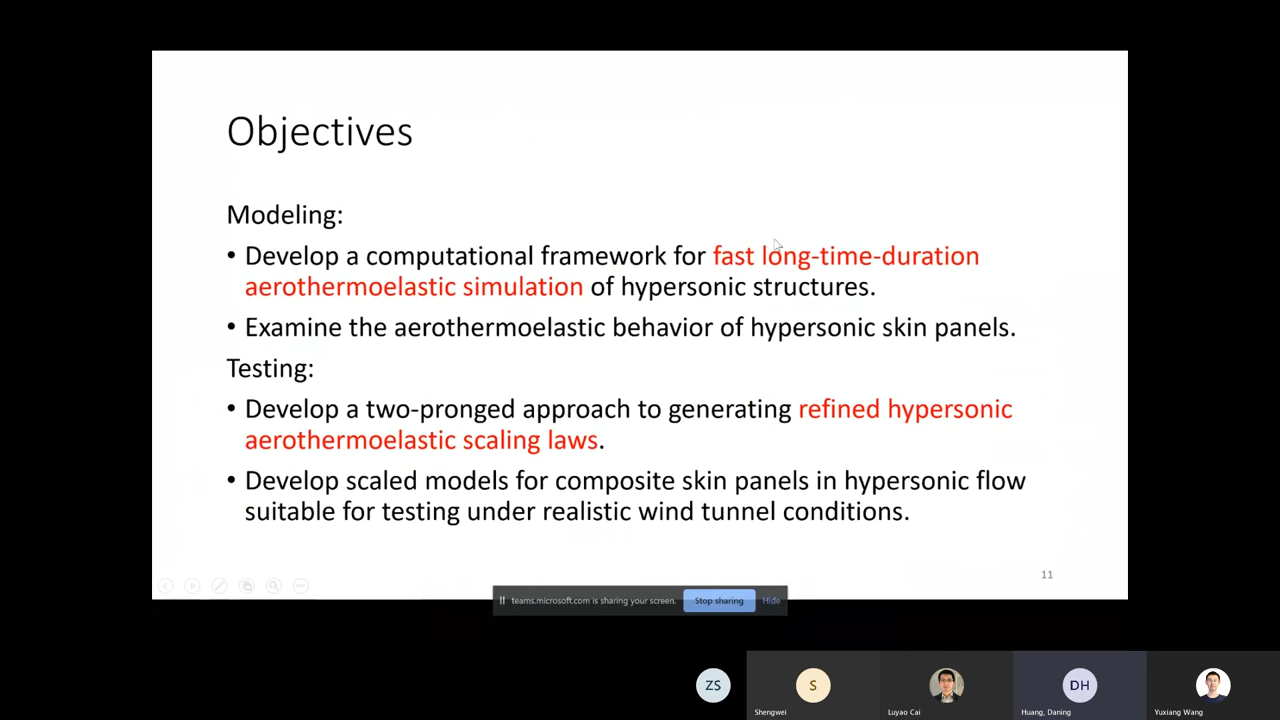 Objectives
Modeling:
• Develop a computational framework for fast long-time-duration
aerothermoelastic simulation of hypersonic structures.
• Examine the aerothermoelastic behavior of hypersonic skin panels.
Testing:
• Develop a two-pronged approach to generating refined hypersonic
aerothermoelastic scaling laws.
• Develop scaled models for composite skin panels in hypersonic flow
suitable for testing under realistic wind tunnel conditions.
11
teams.microsoft.com is sharing your screen. Stop sharing Hide
ZS S DH
Shengwei Luyao Cai Huang, Daning Yuxiang Wang